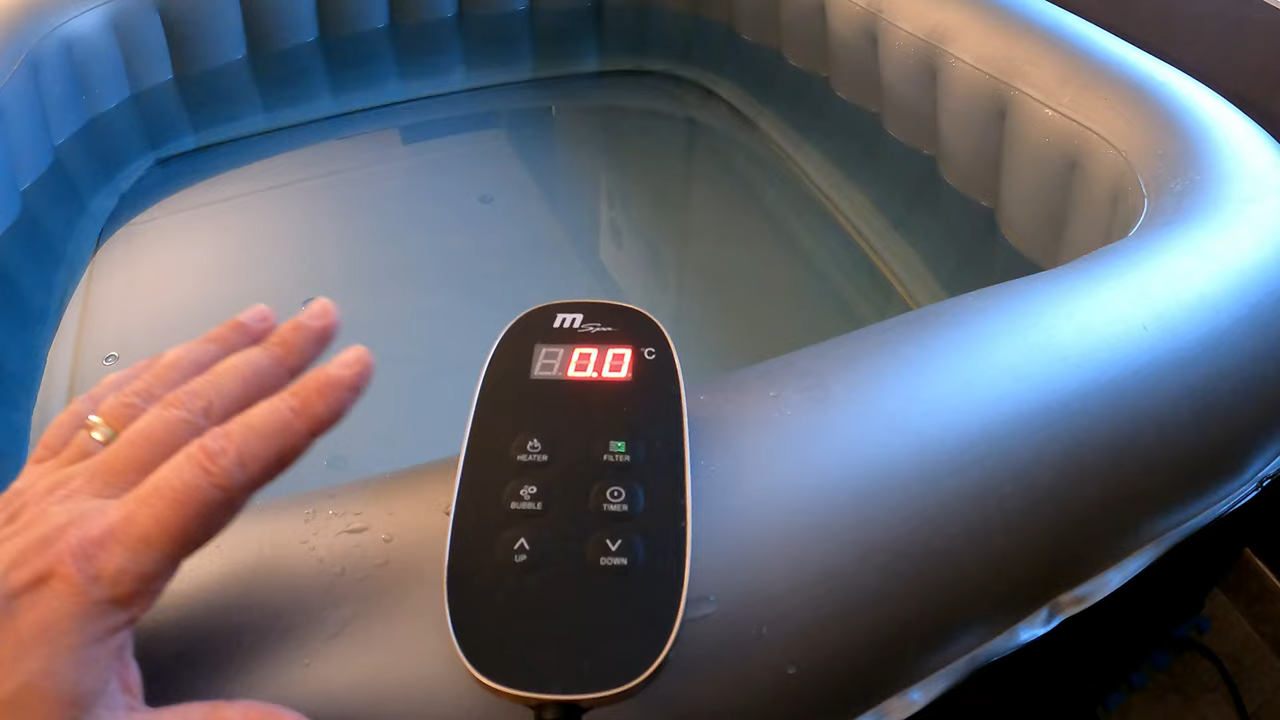 m Spa
0.0 °C
HEATER FILTER
BUBBLE TIMER
UP DOWN